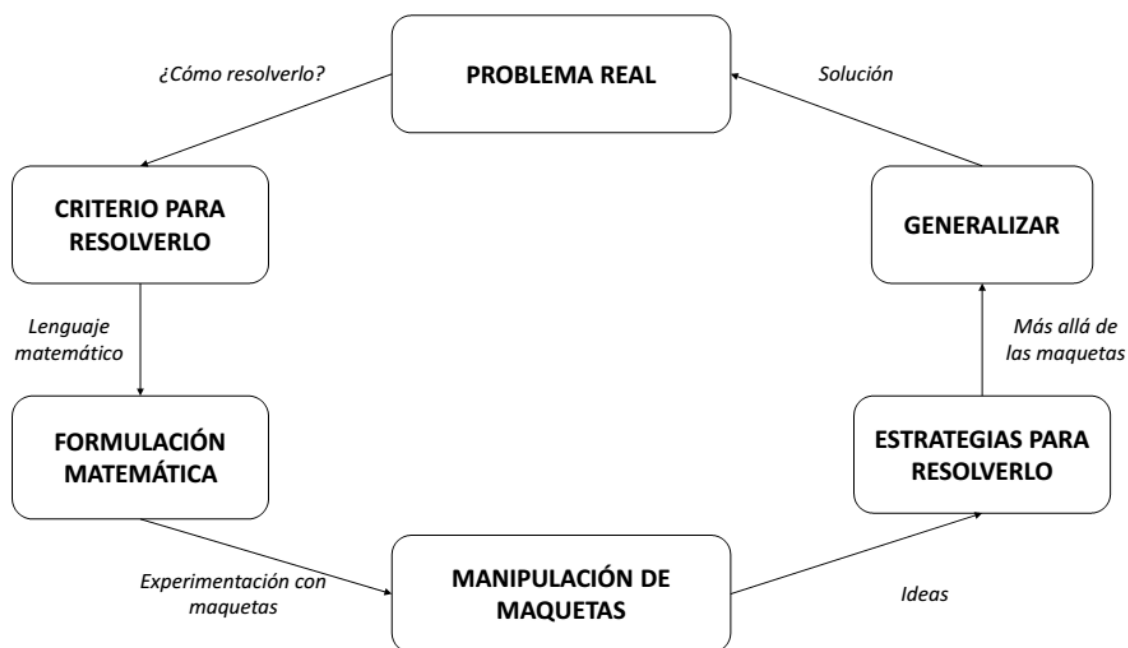 PROBLEMA REAL
¿Cómo resolverlo?
CRITERIO PARA
RESOLVERLO
Lenguaje
matemático
FORMULACIÓN
MATEMÁTICA
Experimentación con
maquetas
MANIPULACIÓN DE
MAQUETAS
Ideas
ESTRATEGIAS PARA
RESOLVERLO
Más allá de
las maquetas
GENERALIZAR
Solución